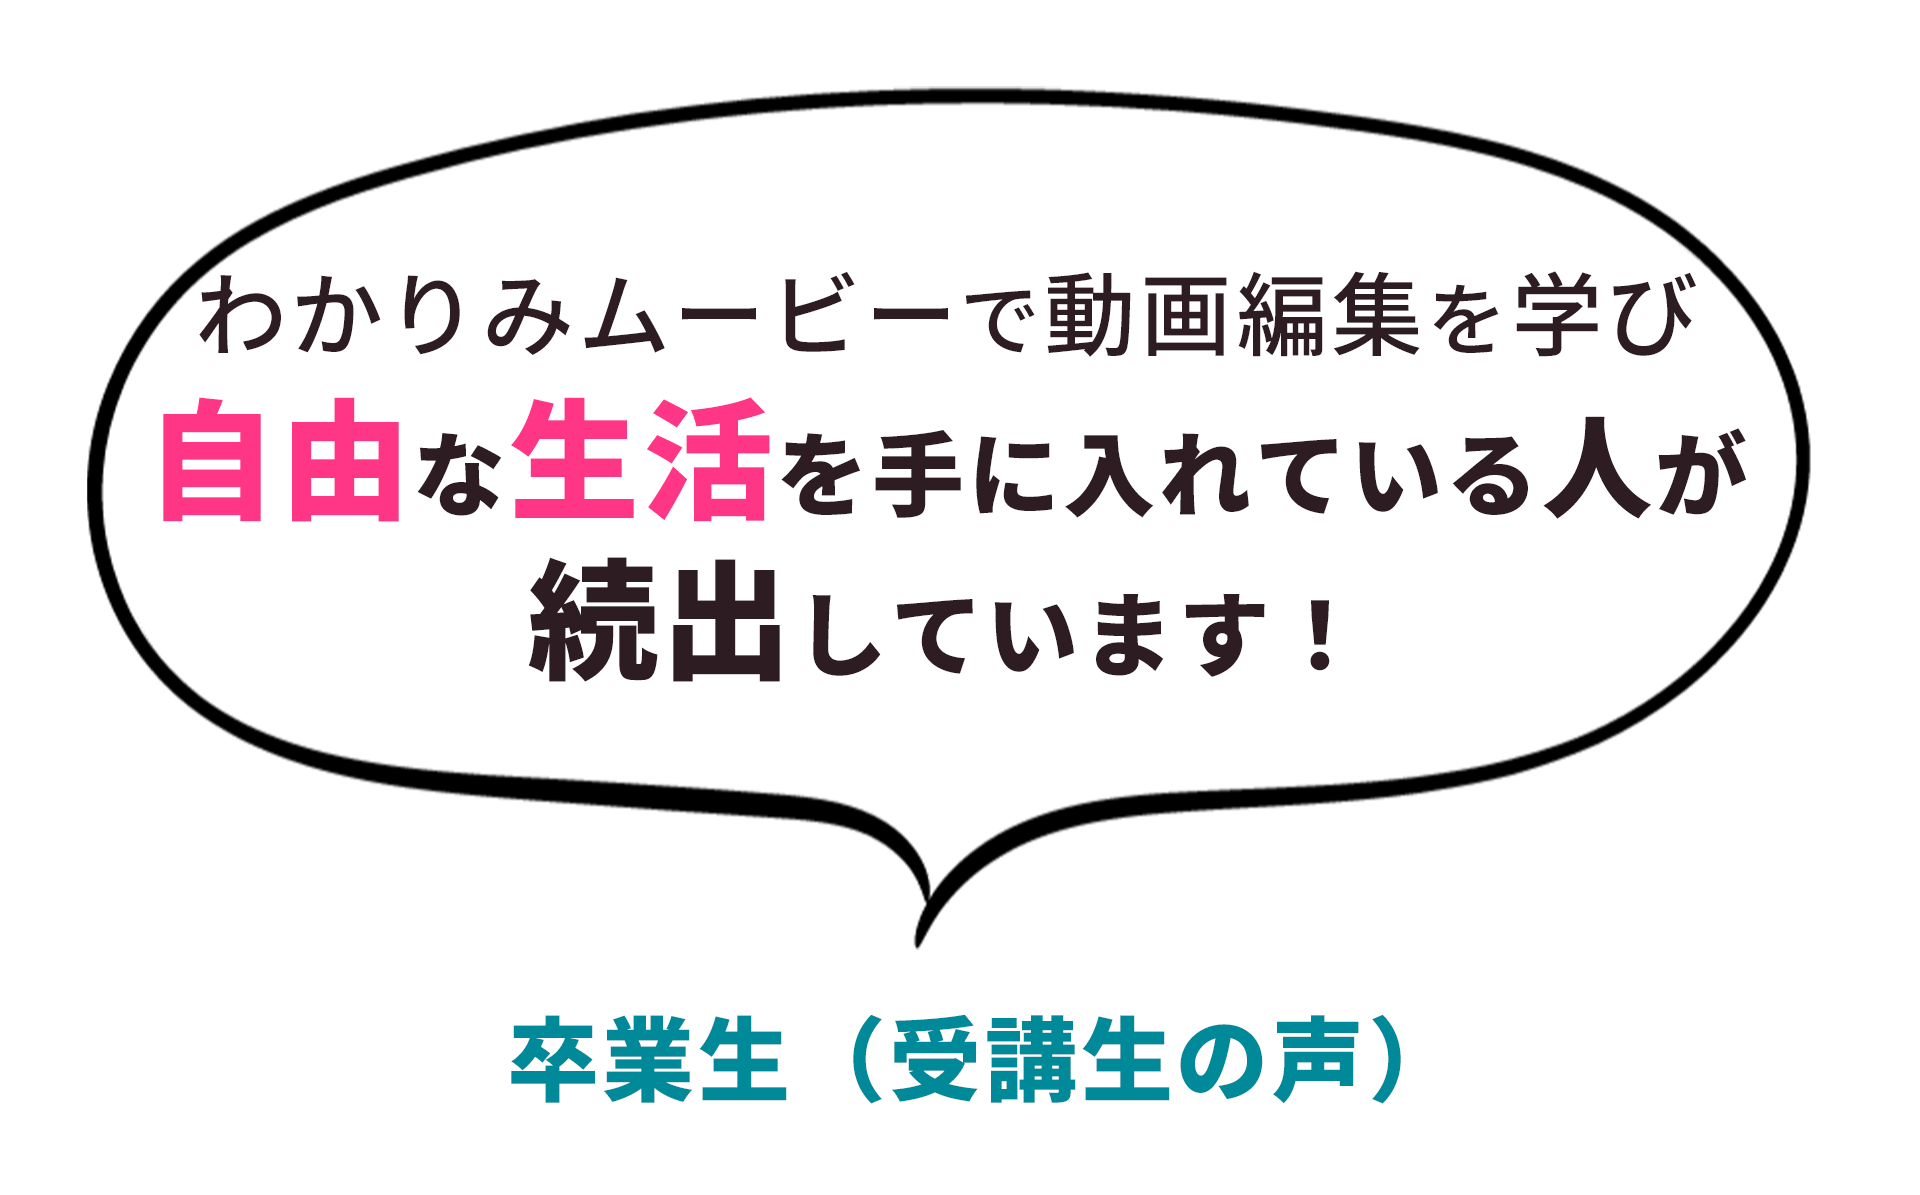 わかりみムービーで動画編集を学び
自由な生活を手に入れている人が
続出しています！
卒業生（受講生の声）